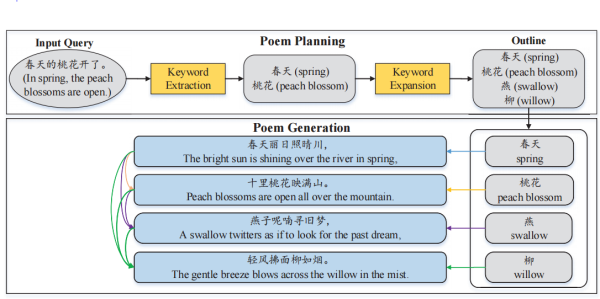 Input Query
Poem Planning
Outline
春天的桃花开了。
(In spring, the peach
blossoms are open.)
Keyword
Extraction
春天 (spring)
桃花 (peach blossom)
Keyword
Expansion
春天 (spring)
桃花 (peach blossom)
燕 (swallow)
柳 (willow)
Poem Generation
春天丽日照晴川，
The bright sun is shining over the river in spring,
春天
spring
十里桃花映满山。
Peach blossoms are open all over the mountain.
桃花
peach blossom
燕子呢喃寻旧梦，
A swallow twitters as if to look for the past dream,
燕
swallow
轻风拂面柳如烟。
The gentle breeze blows across the willow in the mist.
柳
willow